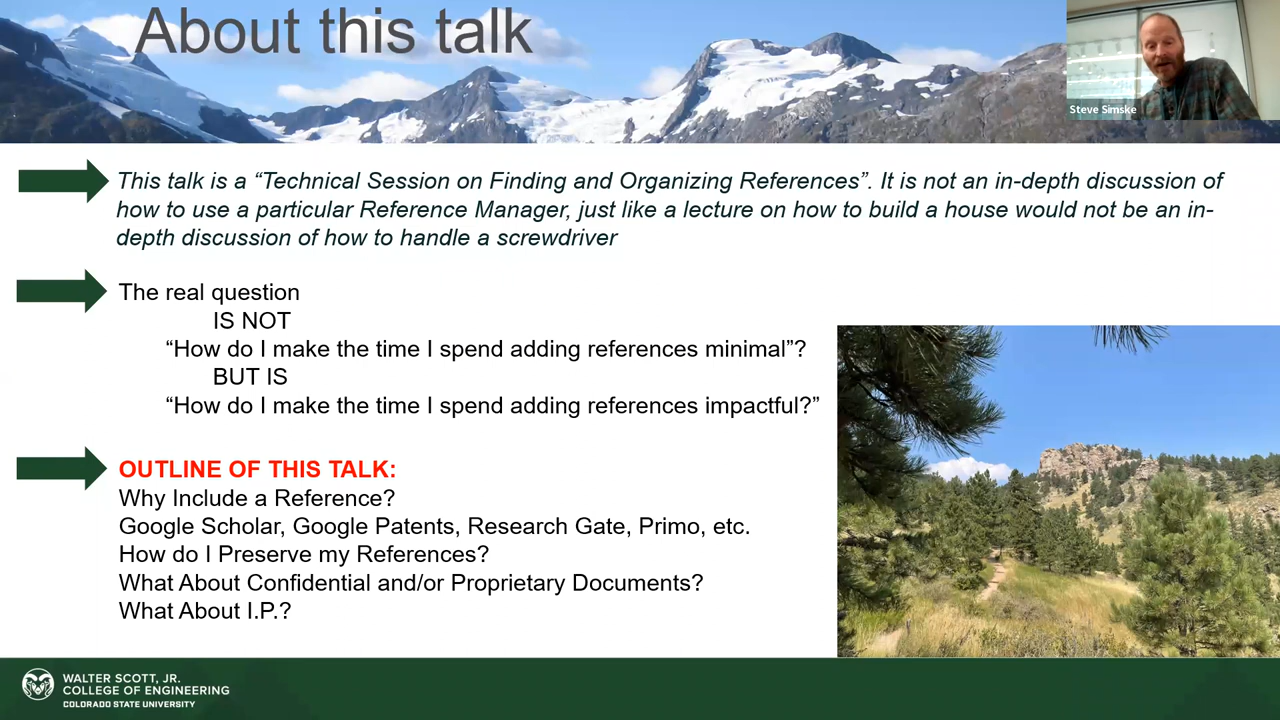 About this talk
Steve Simske
This talk is a “Technical Session on Finding and Organizing References”. It is not an in-depth discussion of
how to use a particular Reference Manager, just like a lecture on how to build a house would not be an in-
depth discussion of how to handle a screwdriver
The real question
IS NOT
“How do I make the time I spend adding references minimal”?
BUT IS
“How do I make the time I spend adding references impactful?”
OUTLINE OF THIS TALK:
Why Include a Reference?
Google Scholar, Google Patents, Research Gate, Primo, etc.
How do I Preserve my References?
What About Confidential and/or Proprietary Documents?
What About I.P.?
WALTER SCOTT, JR.
COLLEGE OF ENGINEERING
COLORADO STATE UNIVERSITY